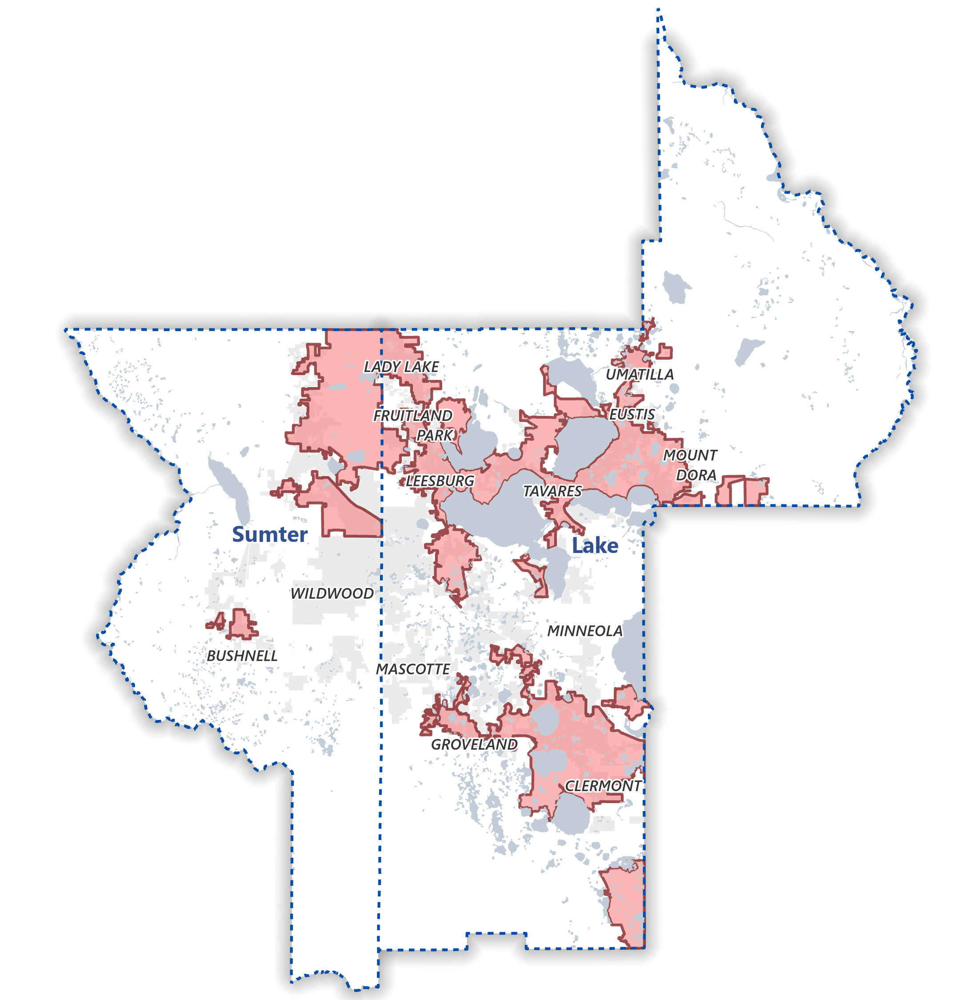 LADY LAKE
UMATILLA
FRUITLAND
PARK
EUSTIS
MOUNT
DORA
LEESBURG
TAVARES
Sumter
Lake
WILDWOOD
MINNEOLA
BUSHNELL
MASCOTTE
GROVELAND
CLERMONT